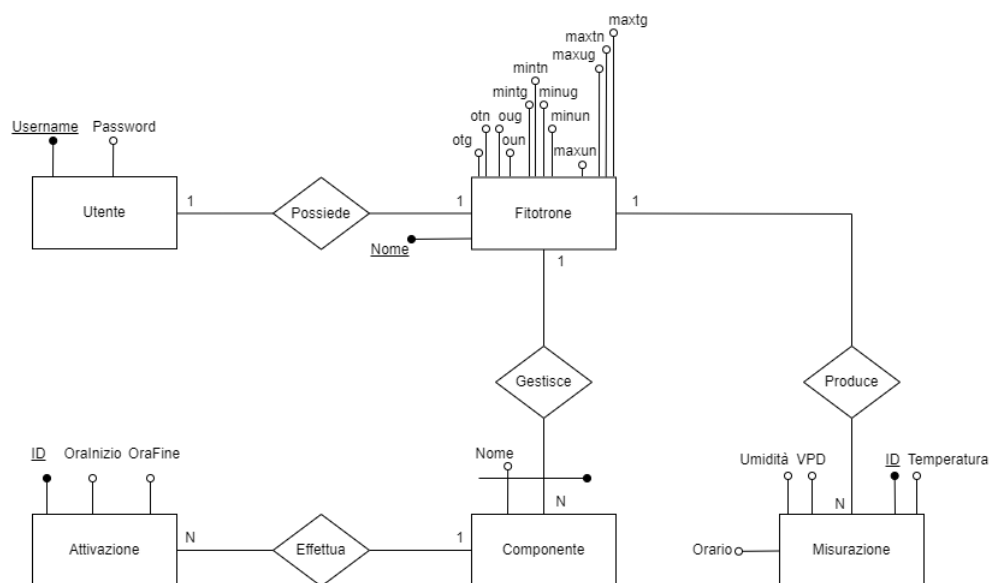 maxtg
maxtn
maxug
mintn
mintg minug
otn oug minun
otg oun maxun
Username Password
Utente
1
Possiede
1
Fitotrone
1
Nome
1
Gestisce
Produce
ID OraInizio OraFine
Nome
Umidità VPD
ID Temperatura
N
N
Attivazione
N
Effettua
1
Componente
Orario
Misurazione